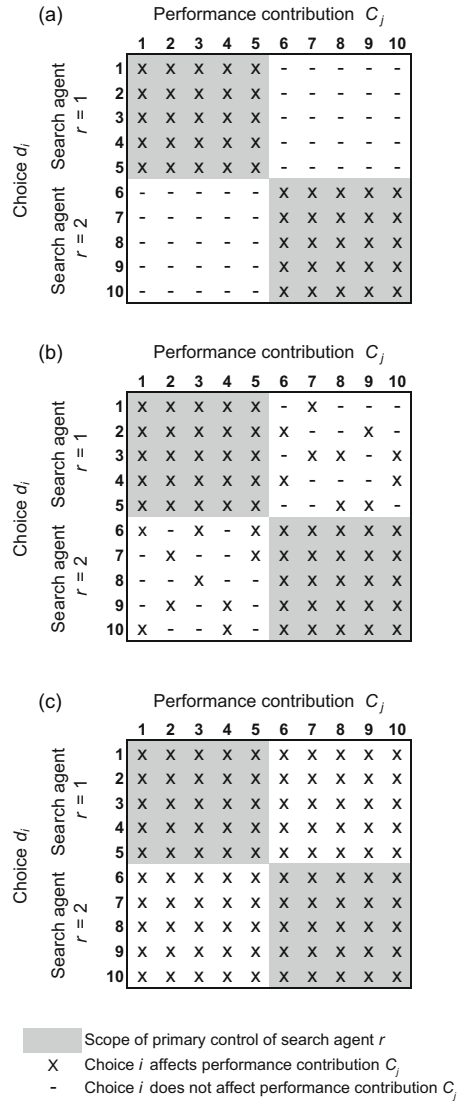 (a)
Performance contribution C_j
1 2 3 4 5 6 7 8 9 10
Choice d_i
Search agent r = 1
Search agent r = 2
1 X X X X X - - - - -
2 X X X X X - - - - -
3 X X X X X - - - - -
4 X X X X X - - - - -
5 X X X X X - - - - -
6 - - - - - X X X X X
7 - - - - - X X X X X
8 - - - - - X X X X X
9 - - - - - X X X X X
10 - - - - - X X X X X
(b)
Performance contribution C_j
1 2 3 4 5 6 7 8 9 10
Choice d_i
Search agent r = 1
Search agent r = 2
1 X X X X X - X - - -
2 X X X X X X - - X -
3 X X X X X - X X - X
4 X X X X X X - - - X
5 X X X X X - - X X -
6 X - X - X X X X X X
7 - X - - X X X X X X
8 - - X - - X X X X X
9 - X - X - X X X X X
10 X - - X - X X X X X
(c)
Performance contribution C_j
1 2 3 4 5 6 7 8 9 10
Choice d_i
Search agent r = 1
Search agent r = 2
1 X X X X X X X X X X
2 X X X X X X X X X X
3 X X X X X X X X X X
4 X X X X X X X X X X
5 X X X X X X X X X X
6 X X X X X X X X X X
7 X X X X X X X X X X
8 X X X X X X X X X X
9 X X X X X X X X X X
10 X X X X X X X X X X
Scope of primary control of search agent r
X Choice i affects performance contribution C_j
- Choice i does not affect performance contribution C_j